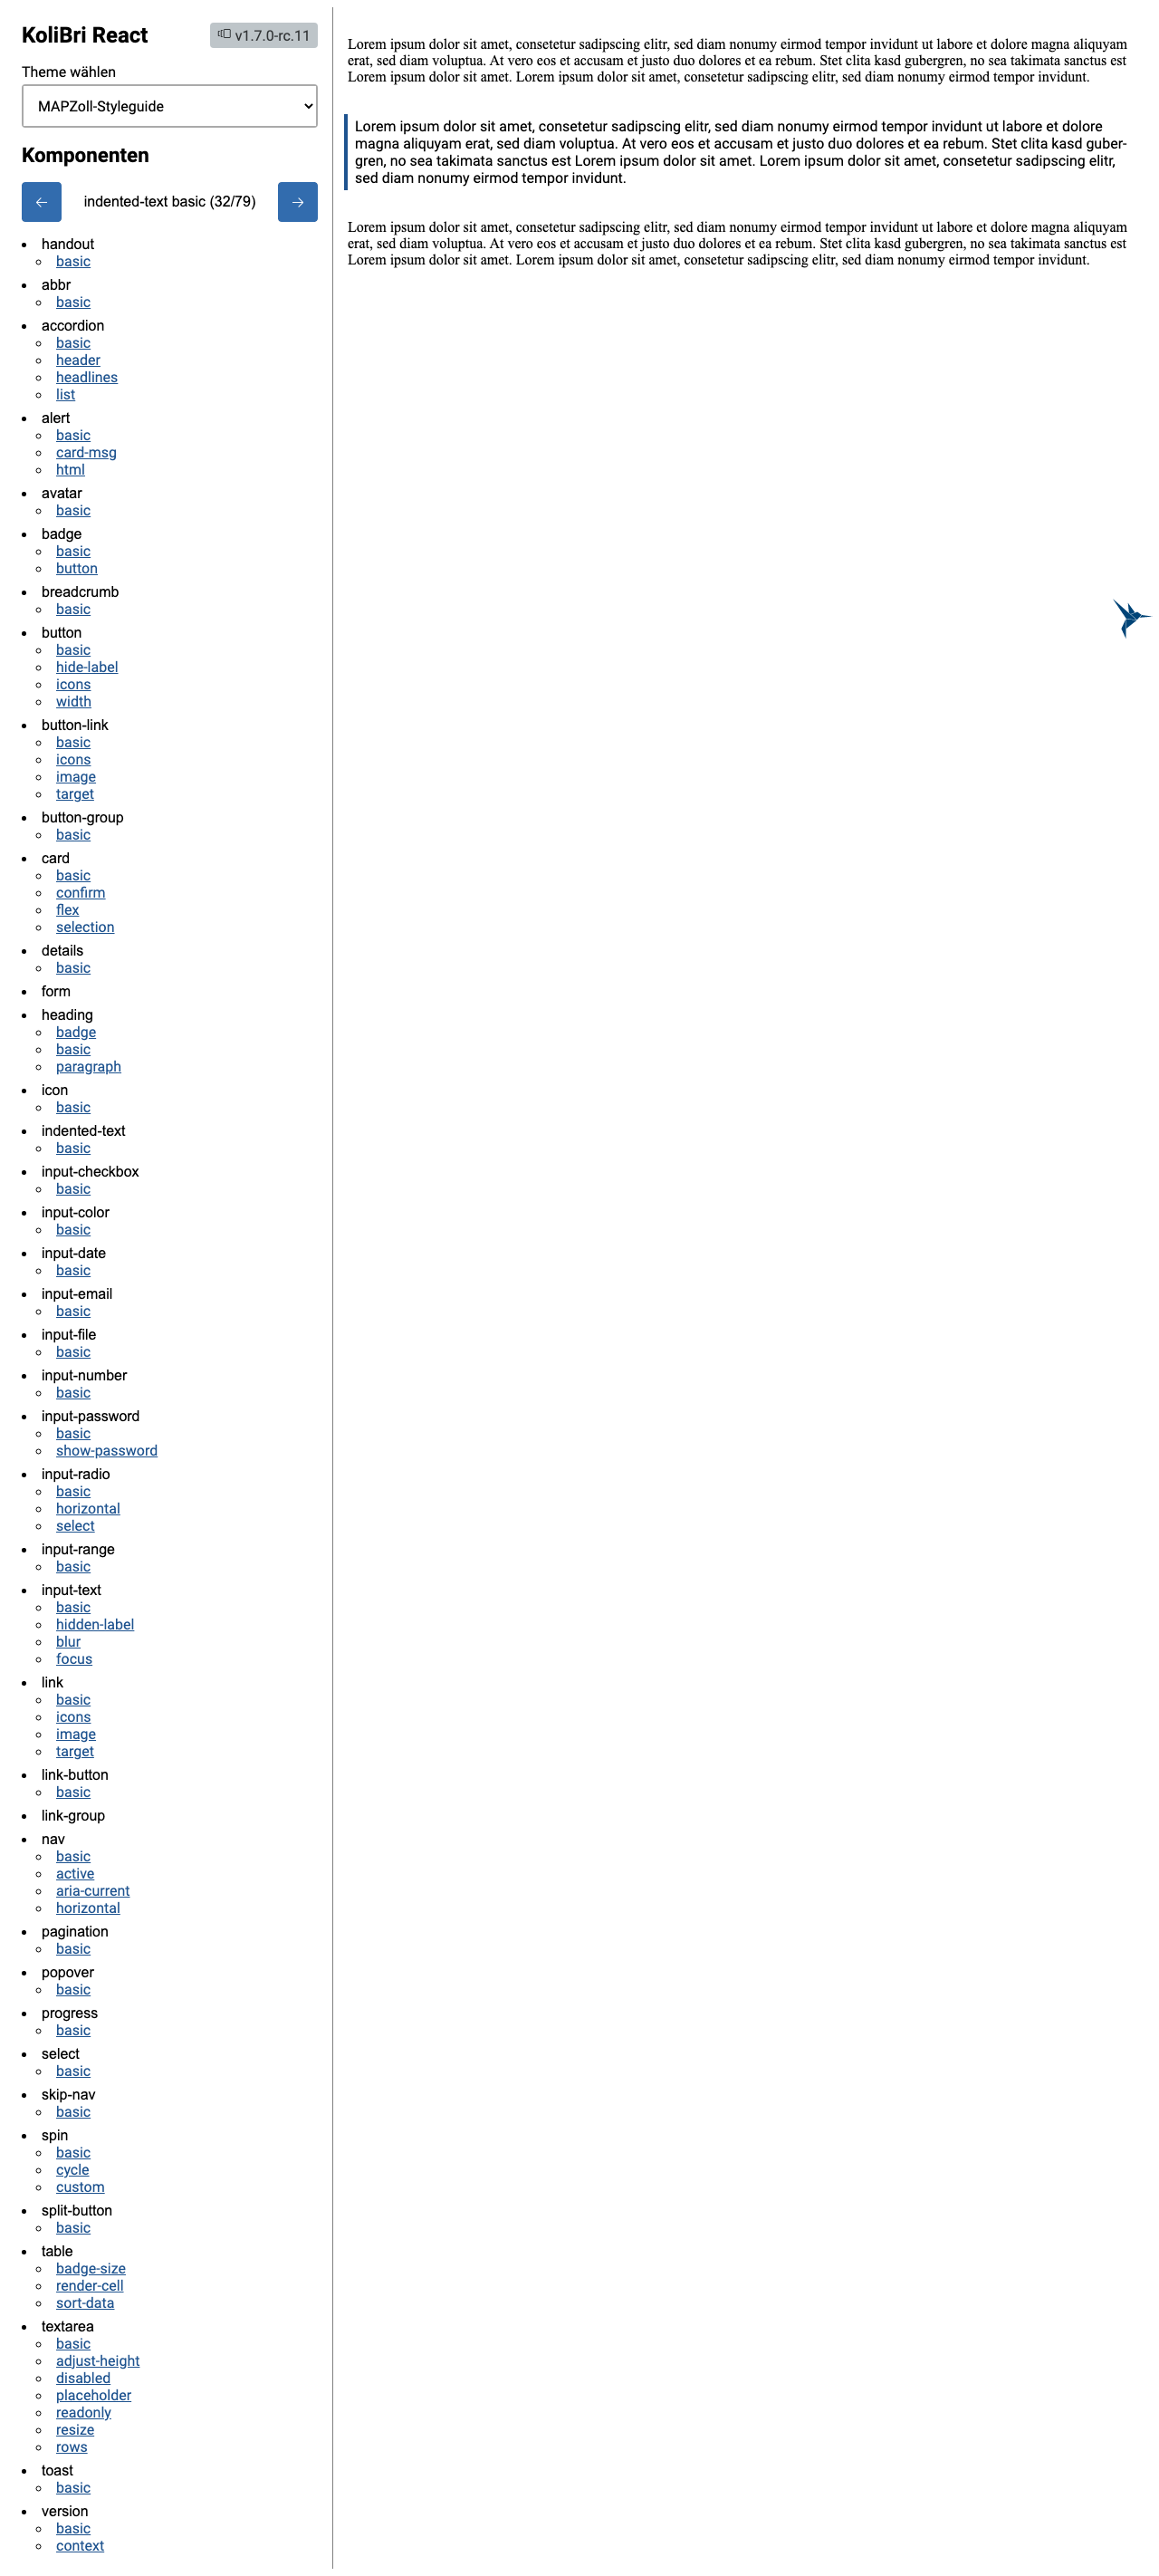 KoliBri React
v1.7.0-rc.11
Theme wählen
MAPZoll-Styleguide
Komponenten
← indented-text basic (32/79) →
handout
basic
abbr
basic
accordion
basic
header
headlines
list
alert
basic
card-msg
html
avatar
basic
badge
basic
button
breadcrumb
basic
button
basic
hide-label
icons
width
button-link
basic
icons
image
target
button-group
basic
card
basic
confirm
flex
selection
details
basic
form
heading
badge
basic
paragraph
icon
basic
indented-text
basic
input-checkbox
basic
input-color
basic
input-date
basic
input-email
basic
input-file
basic
input-number
basic
input-password
basic
show-password
input-radio
basic
horizontal
select
input-range
basic
input-text
basic
hidden-label
blur
focus
link
basic
icons
image
target
link-button
basic
link-group
nav
basic
active
aria-current
horizontal
pagination
basic
popover
basic
progress
basic
select
basic
skip-nav
basic
spin
basic
cycle
custom
split-button
basic
table
badge-size
render-cell
sort-data
textarea
basic
adjust-height
disabled
placeholder
readonly
resize
rows
toast
basic
version
basic
context
Lorem ipsum dolor sit amet, consetetur sadipscing elitr, sed diam nonumy eirmod tempor invidunt ut labore et dolore magna aliquyam
erat, sed diam voluptua. At vero eos et accusam et justo duo dolores et ea rebum. Stet clita kasd gubergren, no sea takimata sanctus est
Lorem ipsum dolor sit amet. Lorem ipsum dolor sit amet, consetetur sadipscing elitr, sed diam nonumy eirmod tempor invidunt.
Lorem ipsum dolor sit amet, consetetur sadipscing elitr, sed diam nonumy eirmod tempor invidunt ut labore et dolore
magna aliquyam erat, sed diam voluptua. At vero eos et accusam et justo duo dolores et ea rebum. Stet clita kasd guber-
gren, no sea takimata sanctus est Lorem ipsum dolor sit amet. Lorem ipsum dolor sit amet, consetetur sadipscing elitr,
sed diam nonumy eirmod tempor invidunt.
Lorem ipsum dolor sit amet, consetetur sadipscing elitr, sed diam nonumy eirmod tempor invidunt ut labore et dolore magna aliquyam
erat, sed diam voluptua. At vero eos et accusam et justo duo dolores et ea rebum. Stet clita kasd gubergren, no sea takimata sanctus est
Lorem ipsum dolor sit amet. Lorem ipsum dolor sit amet, consetetur sadipscing elitr, sed diam nonumy eirmod tempor invidunt.